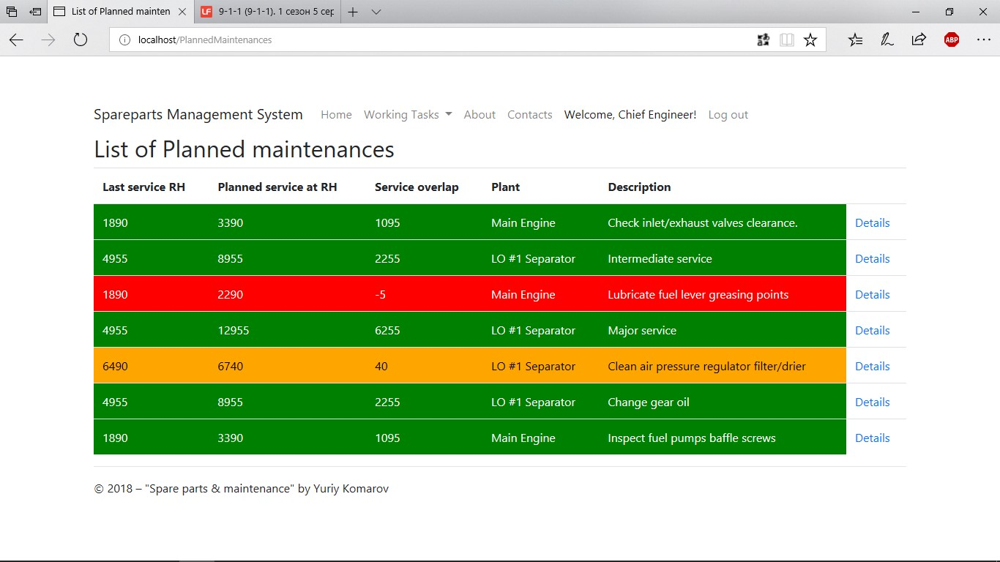 List of Planned mainten
9-1-1 (9-1-1). 1 сезон 5 сер
localhost/PlannedMaintenances
ABP
Spareparts Management System Home Working Tasks About Contacts Welcome, Chief Engineer! Log out
List of Planned maintenances
Last service RH Planned service at RH Service overlap Plant Description
1890 3390 1095 Main Engine Check inlet/exhaust valves clearance. Details
4955 8955 2255 LO #1 Separator Intermediate service Details
1890 2290 -5 Main Engine Lubricate fuel lever greasing points Details
4955 12955 6255 LO #1 Separator Major service Details
6490 6740 40 LO #1 Separator Clean air pressure regulator filter/drier Details
4955 8955 2255 LO #1 Separator Change gear oil Details
1890 3390 1095 Main Engine Inspect fuel pumps baffle screws Details
© 2018 – "Spare parts & maintenance" by Yuriy Komarov